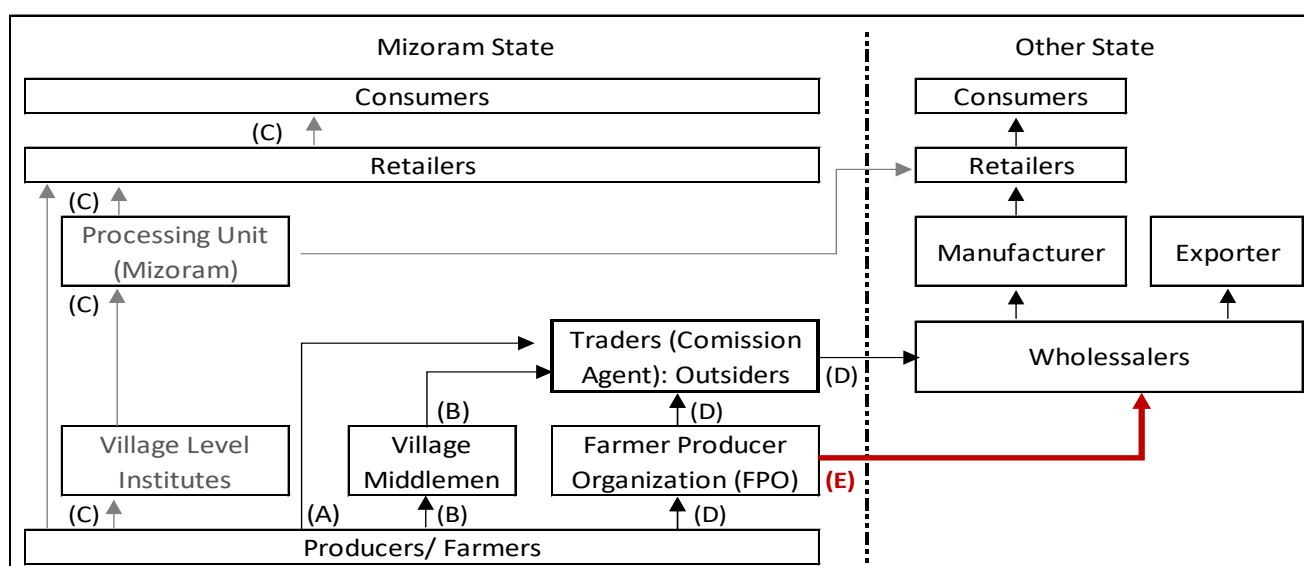 Mizoram State
Other State
Consumers
Consumers
(C)
Retailers
Retailers
(C)
Processing Unit
(Mizoram)
Manufacturer
Exporter
(C)
Traders (Comission
Agent): Outsiders
(D)
Wholessalers
(B)
(D)
Village Level
Institutes
Village
Middlemen
Farmer Producer
Organization (FPO)
(E)
(C)
(A)
(B)
(D)
Producers/ Farmers